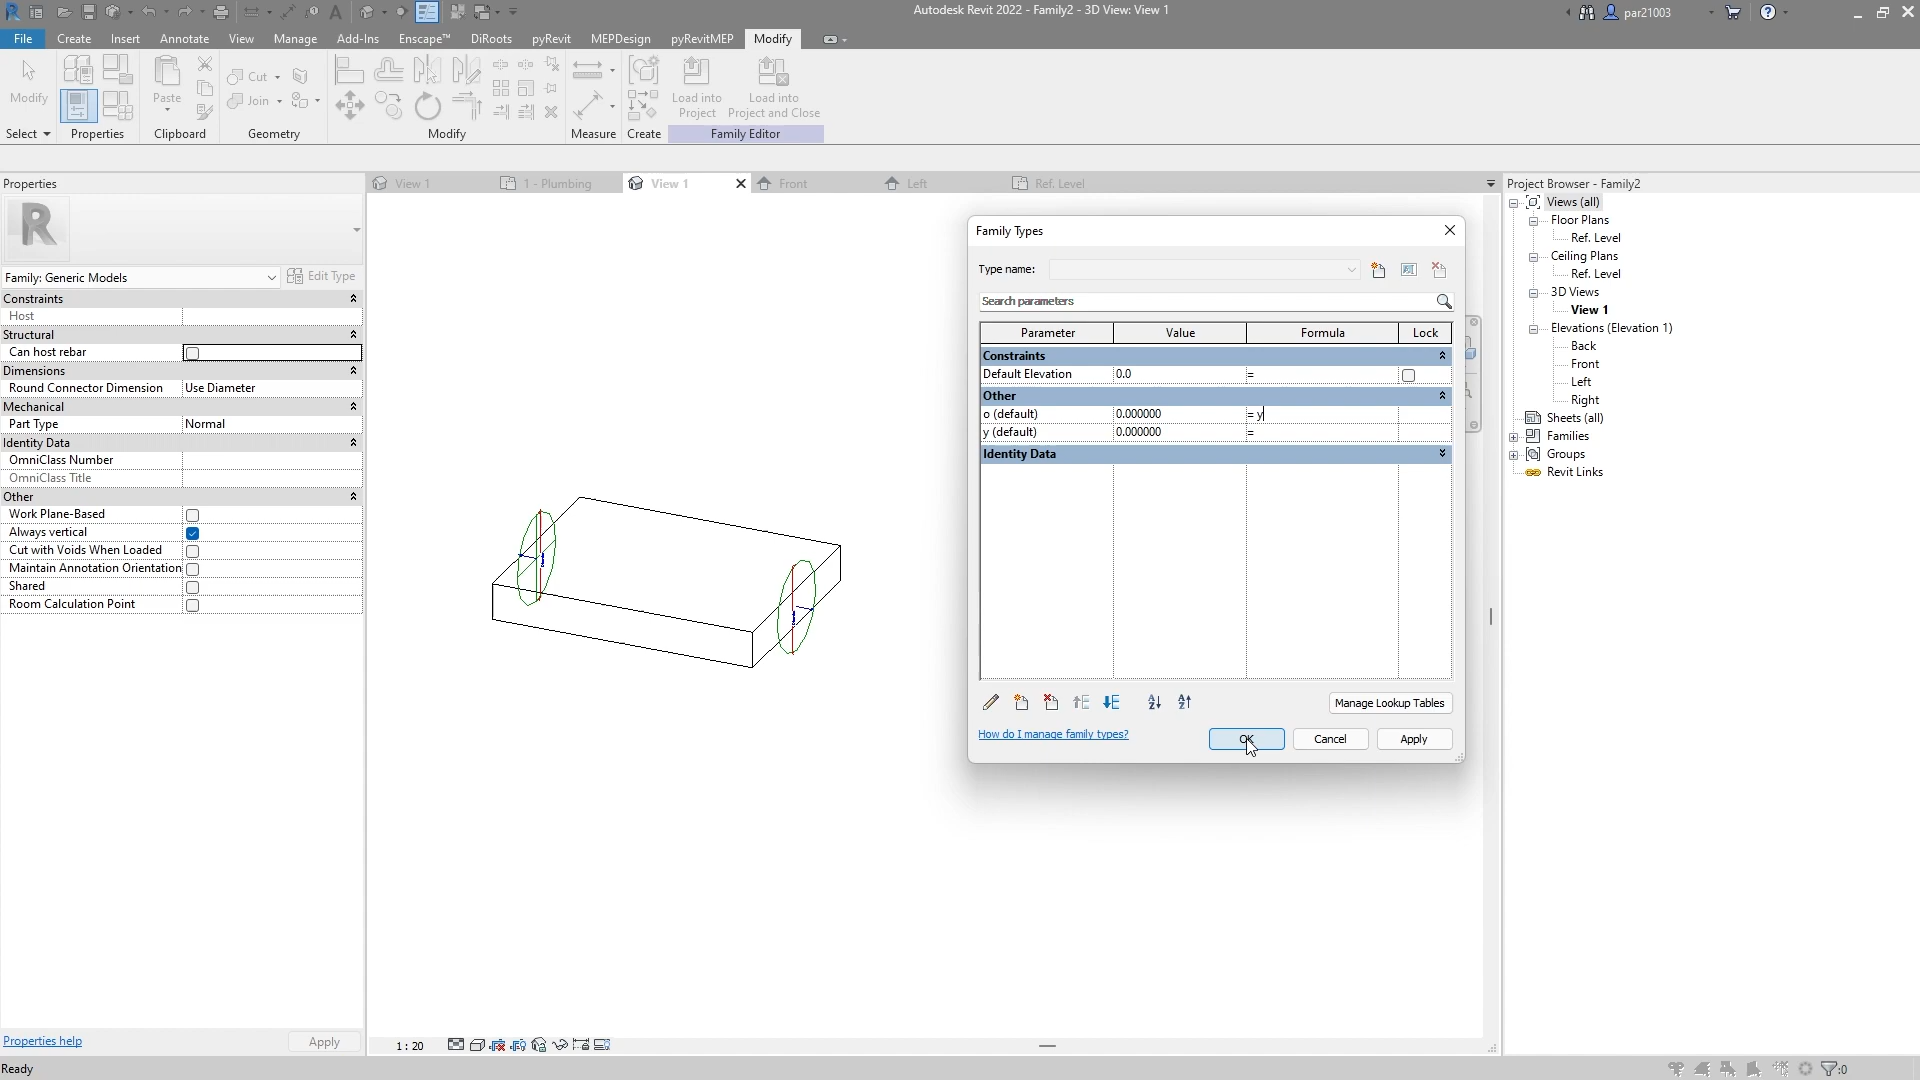 Autodesk Revit 2022 - Family2 - 3D View: View 1
par21003
File Create Insert Annotate View Manage Add-Ins Enscape™ DiRoots pyRevit MEPDesign pyRevitMEP Modify
Modify Paste Cut Join Load into Project Load into Project and Close
Select Properties Clipboard Geometry Modify Measure Create Family Editor
Properties
View 1 1 - Plumbing View 1 Front Left Ref. Level
Project Browser - Family2
Family: Generic Models Edit Type
Constraints
Host
Structural
Can host rebar
Dimensions
Round Connector Dimension Use Diameter
Mechanical
Part Type Normal
Identity Data
OmniClass Number
OmniClass Title
Other
Work Plane-Based
Always vertical
Cut with Voids When Loaded
Maintain Annotation Orientation
Shared
Room Calculation Point
Properties help Apply
Ready
1 : 20
Family Types
Type name:
Search parameters
Parameter Value Formula Lock
Constraints
Default Elevation 0.0 =
Other
o (default) 0.000000 = y
y (default) 0.000000 =
Identity Data
Manage Lookup Tables
How do I manage family types?
OK Cancel Apply
Views (all)
Floor Plans
Ref. Level
Ceiling Plans
Ref. Level
3D Views
View 1
Elevations (Elevation 1)
Back
Front
Left
Right
Sheets (all)
Families
Groups
Revit Links
:0